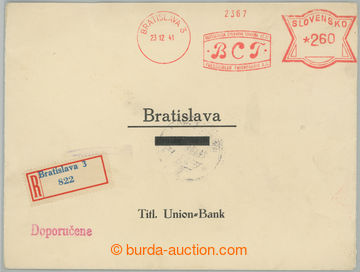 2367
BRATISLAVA 3
23 12 41
BCT
SLOVENSKO
*260
Bratislava
Bratislava 3
R
822
Titl. Union-Bank
Doporučene
© burda-auction.com